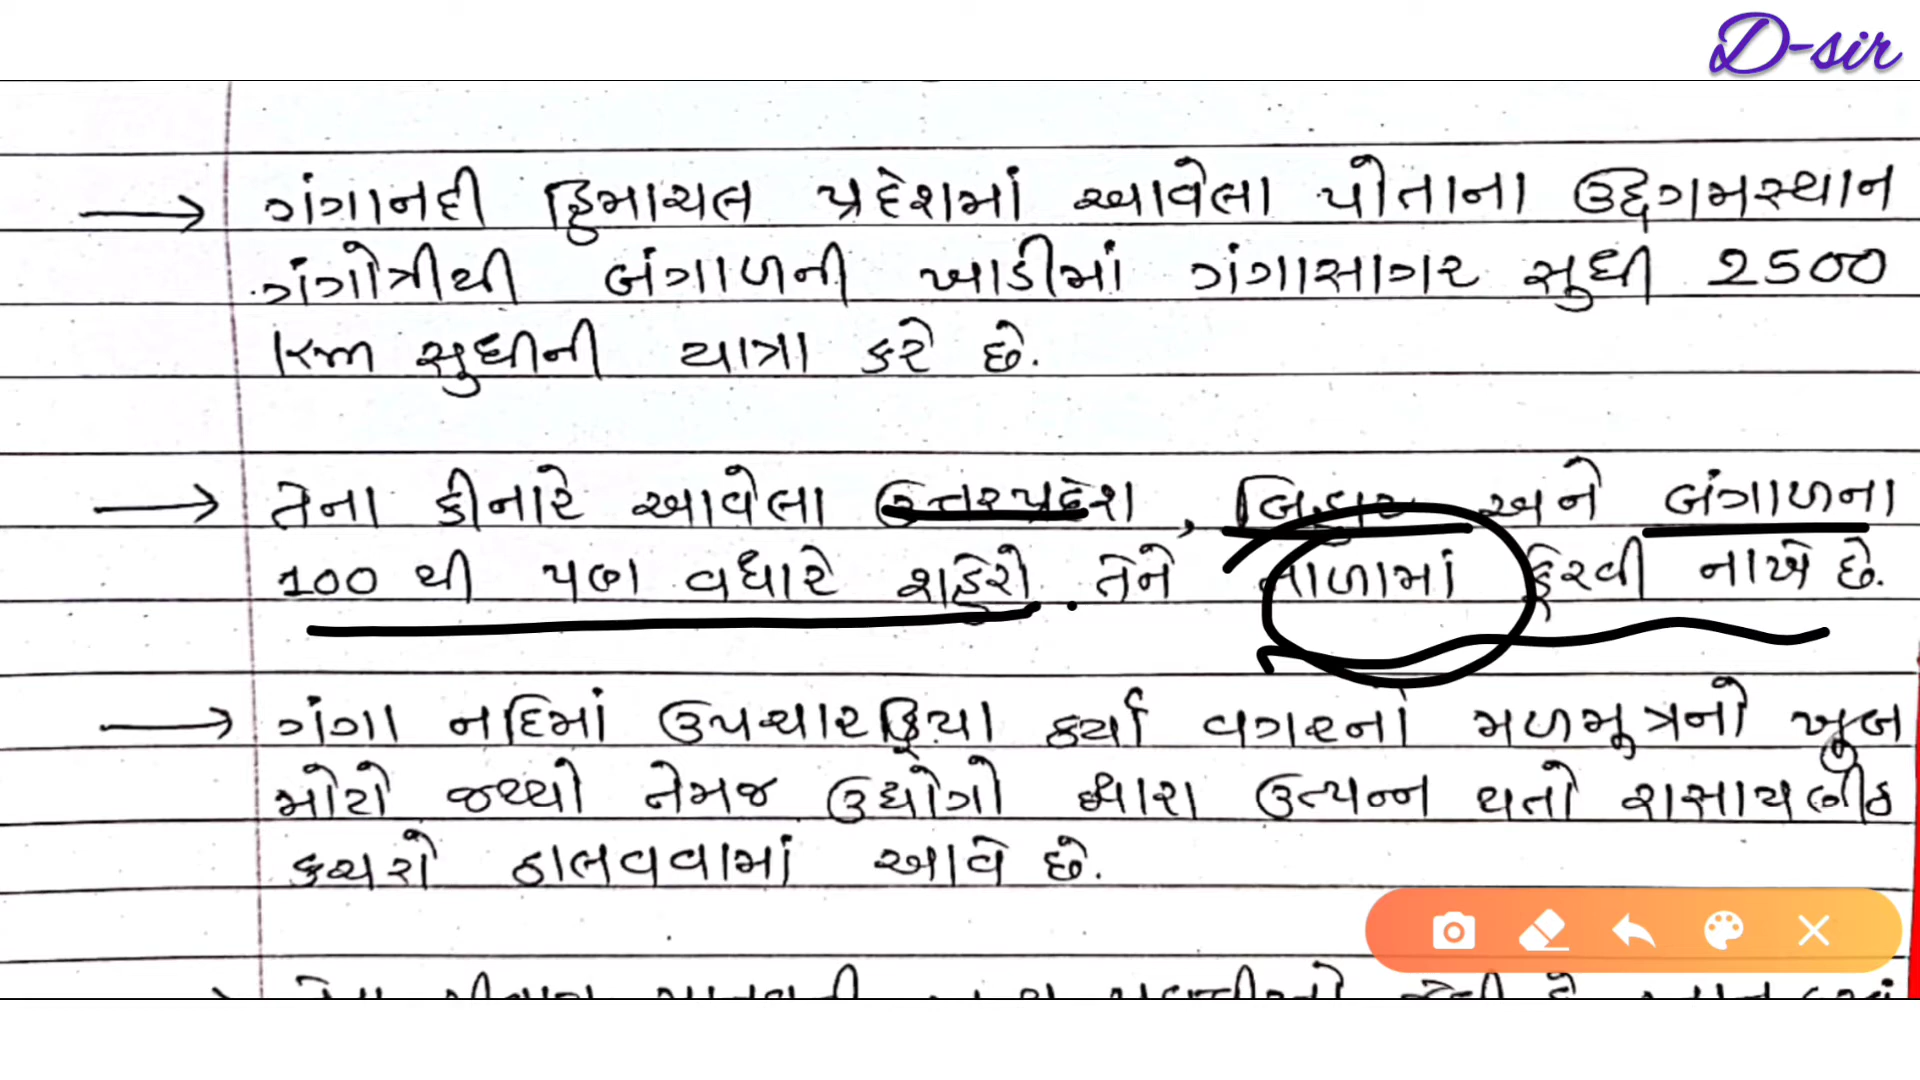 D-sir
→ ગંગાનદી હિમાચલ પ્રદેશમાં આવેલા પોતાના ઉદ્દગમસ્થાન
ગંગોત્રીથી બંગાળની ખાડીમાં ગંગાસાગર સુધી 2500
km સુધીની યાત્રા કરે છે.
→ તેના કીનારે આવેલા ઉત્તરપ્રદેશ, બિહાર અને બંગાળના
100 થી પણ વધારે શહેરો તેને નાળામાં ફેરવી નાખે છે.
→ ગંગા નદિમાં ઉપચારક્રિયા કર્યા વગરનાં મળમૂત્રનો ખુબ
મોટો જથ્થો તેમજ ઉદ્યોગો ધ્વારા ઉત્પન્ન થતો રાસાયણીક
કચરો ઠાલવવામાં આવે છે.